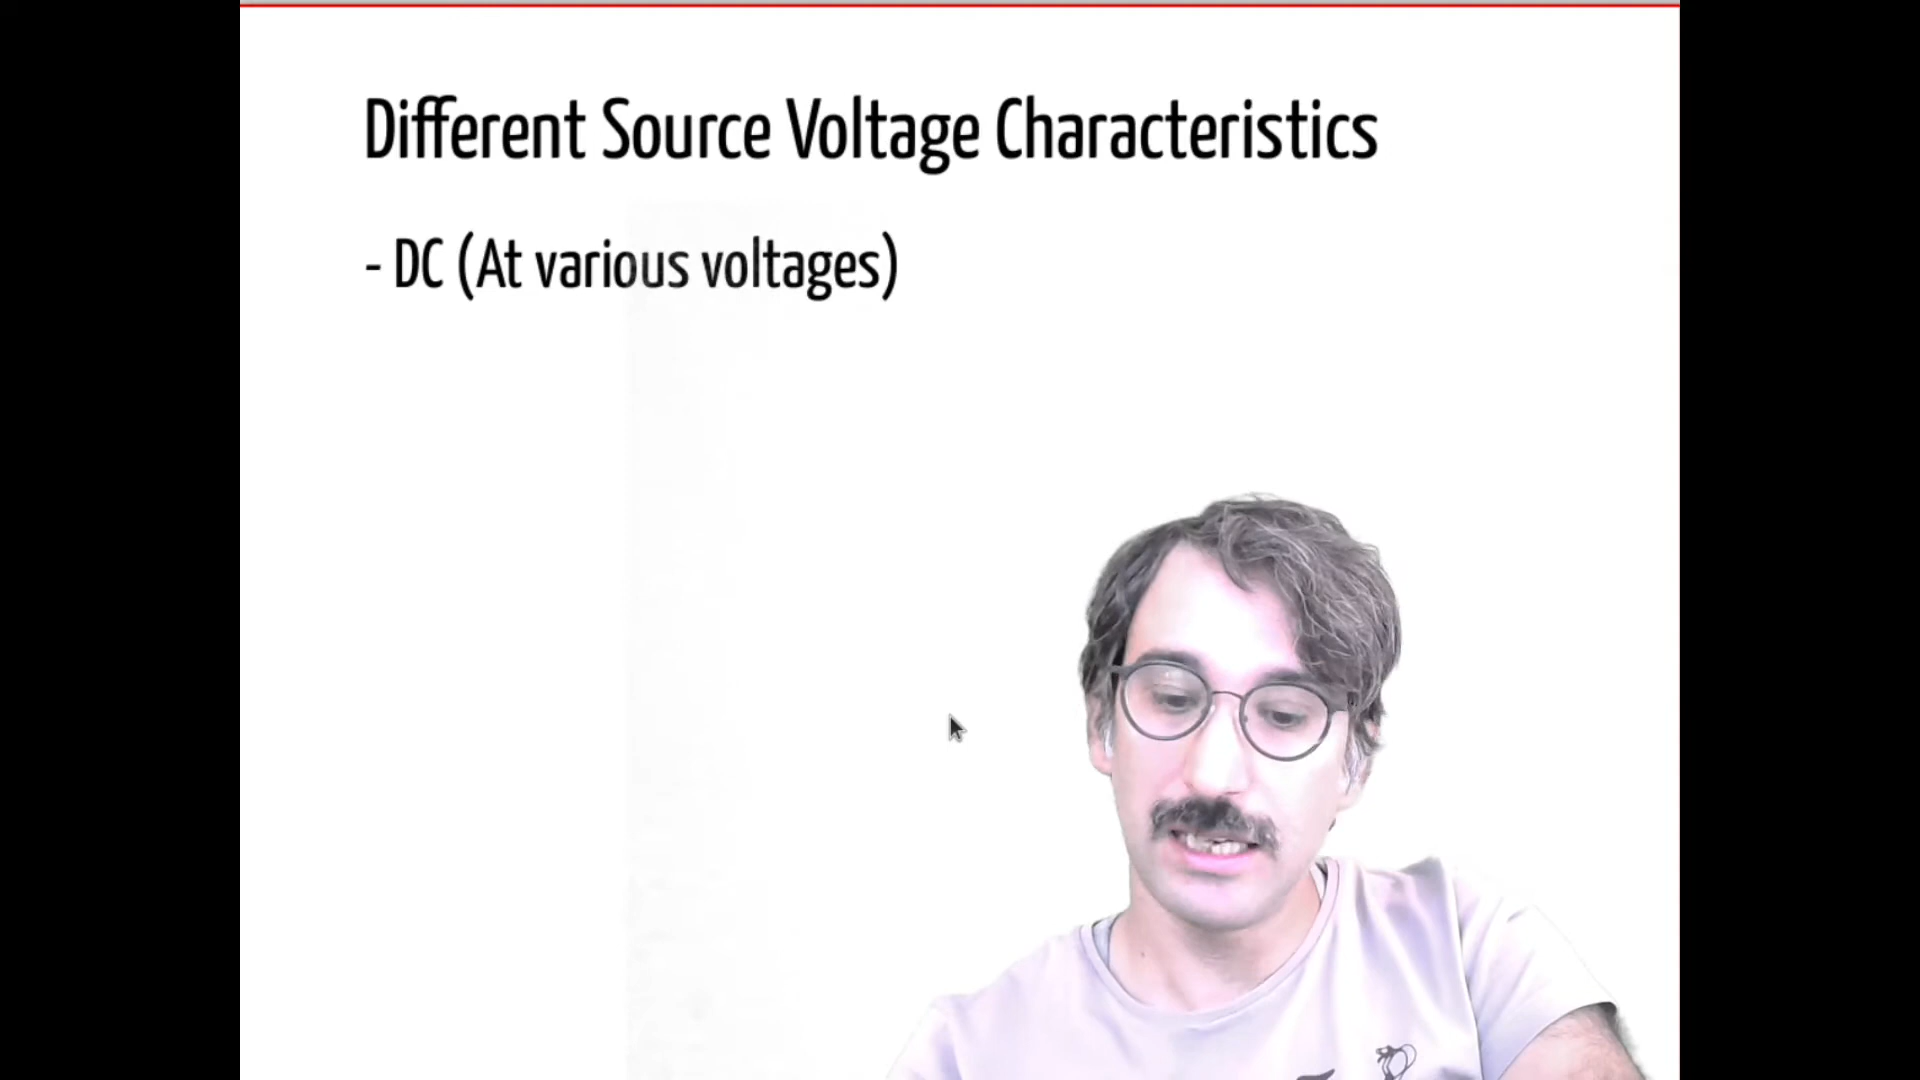 Different Source Voltage Characteristics
- DC (At various voltages)